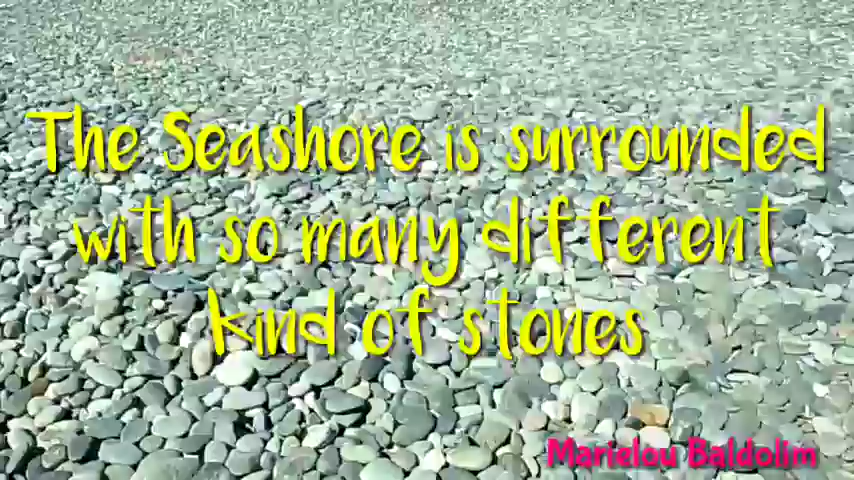 The Seashore is surrounded
with so many different
kind of stones
Marielou Baldolim